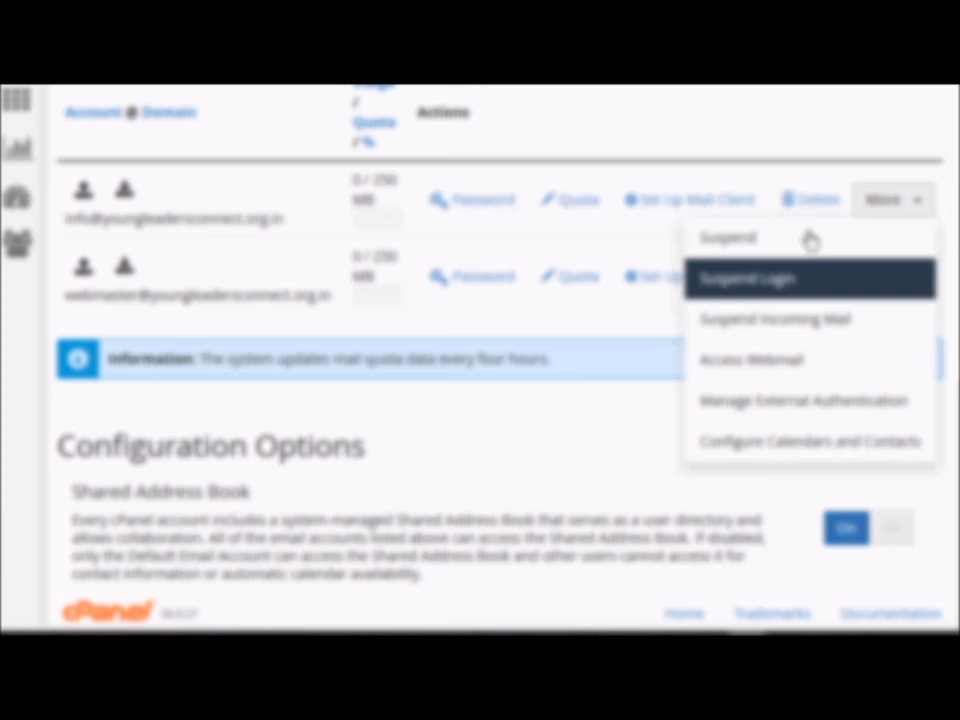 Account @ Domain
/
Quota
/ %
Actions
0 / 250
MB
Password
Quota
Set Up Mail Client
Delete
More
info@youngleadersconnect.org.in
Suspend
0 / 250
MB
Password
Quota
Set Up
Suspend Login
webmaster@youngleadersconnect.org.in
Suspend Incoming Mail
Information: The system updates mail quota data every four hours.
Access Webmail
Manage External Authentication
Configure Calendars and Contacts
Configuration Options
Shared Address Book
Every cPanel account includes a system-managed Shared Address Book that serves as a user directory and
allows collaboration. All of the email accounts listed above can access the Shared Address Book. If disabled,
only the Default Email Account can access the Shared Address Book and other users cannot access it for
contact information or automatic calendar availability.
On
cPanel
Home
Trademarks
Documentation